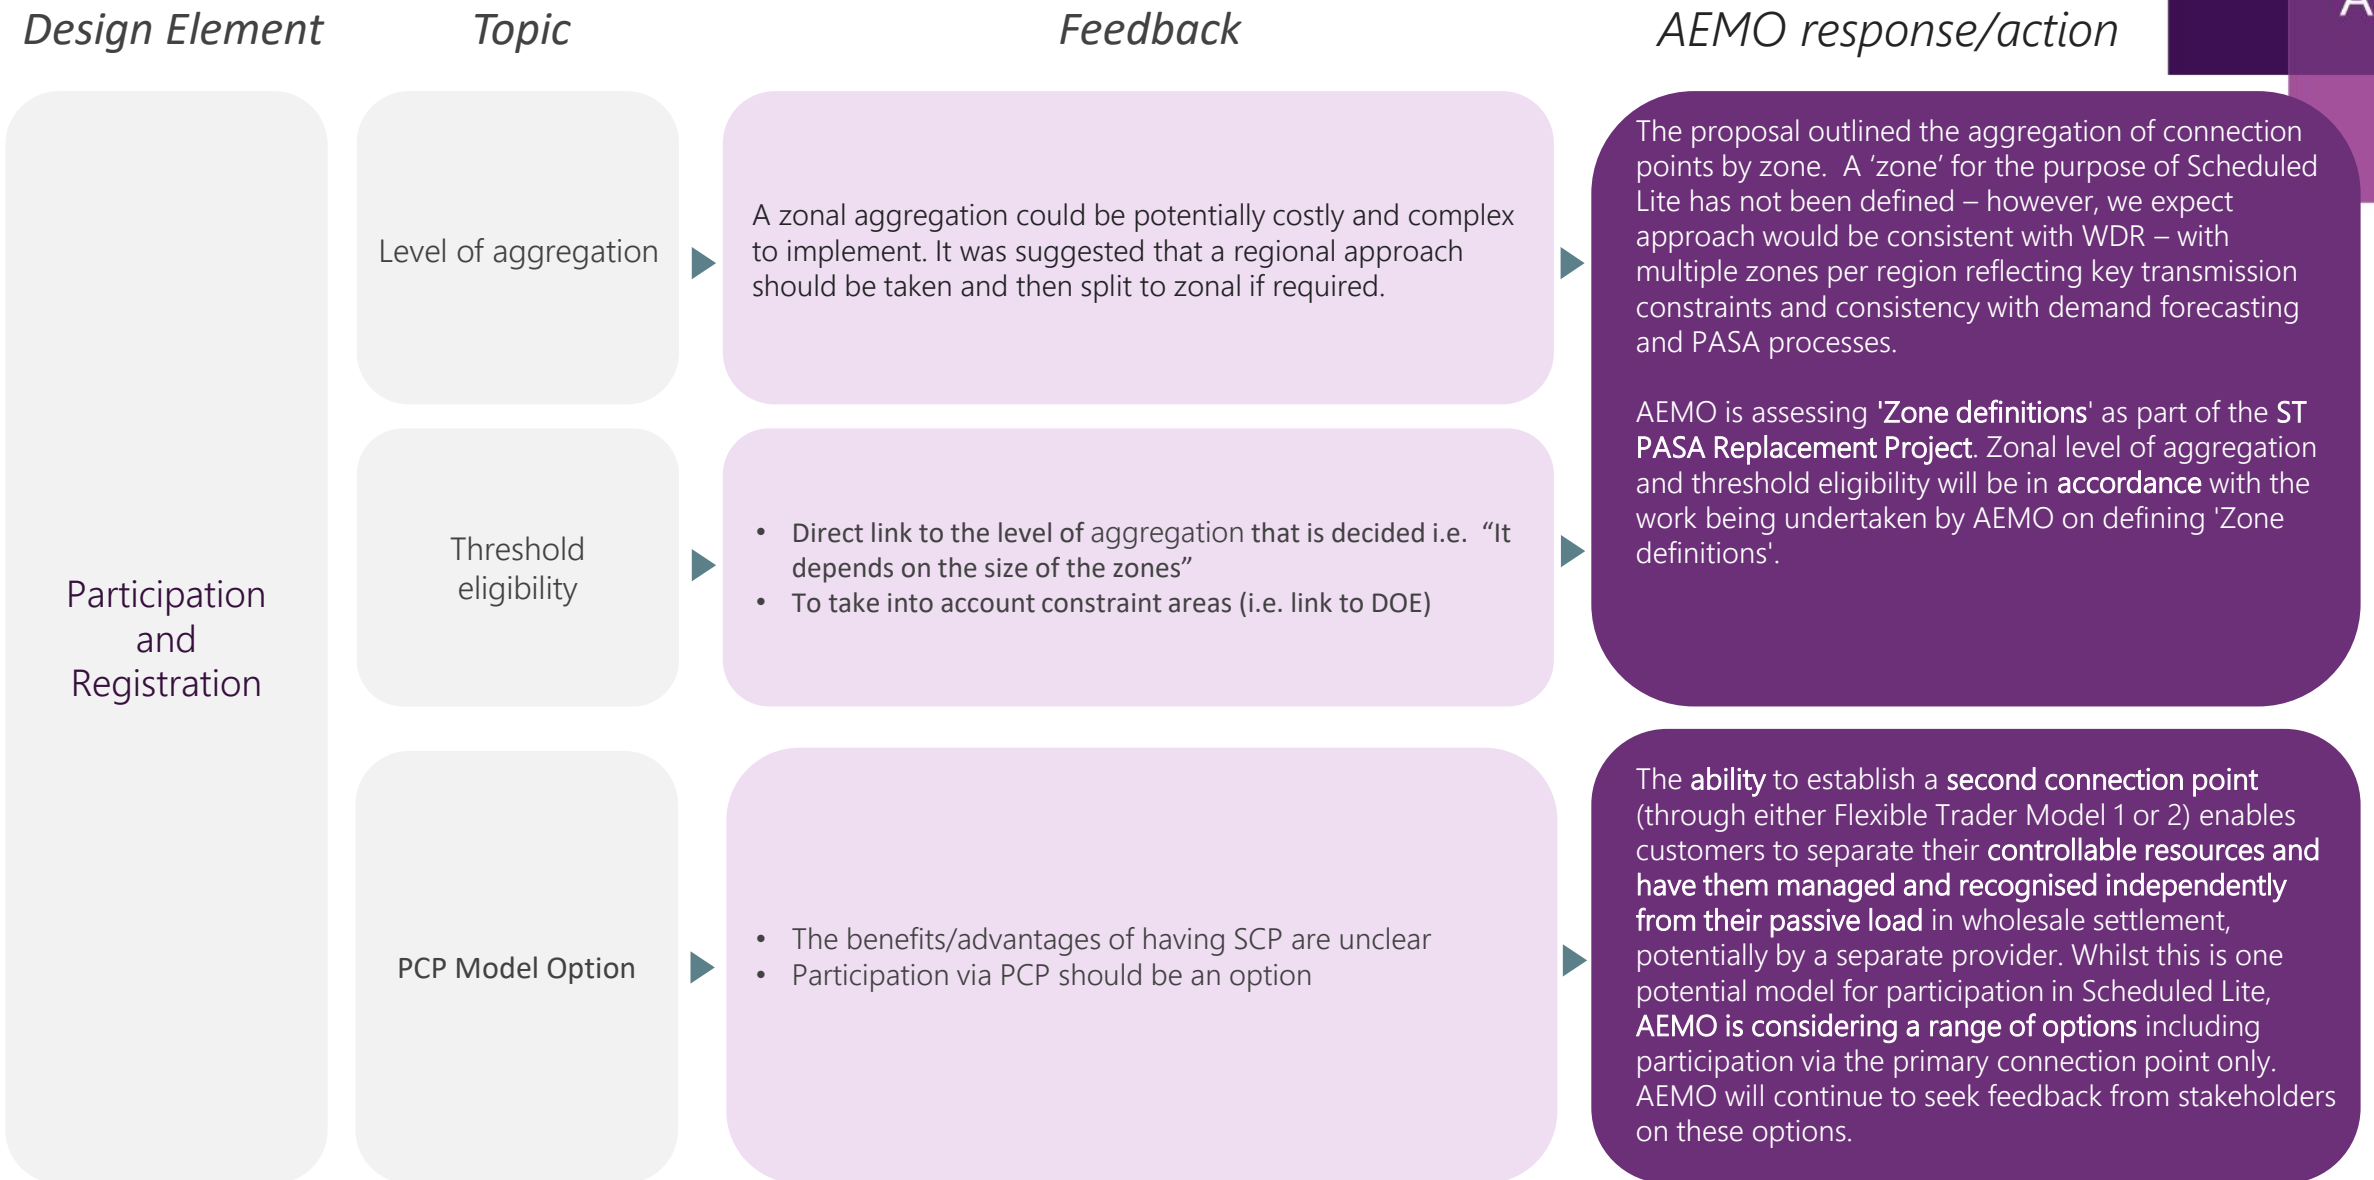 Design Element
Topic
Feedback
AEMO response/action
Participation
and
Registration
Level of aggregation
A zonal aggregation could be potentially costly and complex
to implement. It was suggested that a regional approach
should be taken and then split to zonal if required.
The proposal outlined the aggregation of connection
points by zone.  A ‘zone’ for the purpose of Scheduled
Lite has not been defined – however, we expect
approach would be consistent with WDR – with
multiple zones per region reflecting key transmission
constraints and consistency with demand forecasting
and PASA processes.
AEMO is assessing 'Zone definitions' as part of the ST
PASA Replacement Project. Zonal level of aggregation
and threshold eligibility will be in accordance with the
work being undertaken by AEMO on defining 'Zone
definitions'.
Threshold
eligibility
• Direct link to the level of aggregation that is decided i.e.  “It
depends on the size of the zones”
• To take into account constraint areas (i.e. link to DOE)
PCP Model Option
• The benefits/advantages of having SCP are unclear
• Participation via PCP should be an option
The ability to establish a second connection point
(through either Flexible Trader Model 1 or 2) enables
customers to separate their controllable resources and
have them managed and recognised independently
from their passive load in wholesale settlement,
potentially by a separate provider. Whilst this is one
potential model for participation in Scheduled Lite,
AEMO is considering a range of options including
participation via the primary connection point only.
AEMO will continue to seek feedback from stakeholders
on these options.